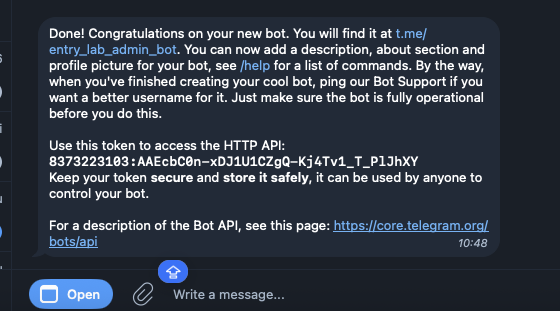 Done! Congratulations on your new bot. You will find it at t.me/
entry_lab_admin_bot. You can now add a description, about section and
profile picture for your bot, see /help for a list of commands. By the way,
when you've finished creating your cool bot, ping our Bot Support if you
want a better username for it. Just make sure the bot is fully operational
before you do this.
Use this token to access the HTTP API:
8373223103:AAEcbC0n-xDJ1U1CZgQ-Kj4Tv1_T_PlJhXY
Keep your token secure and store it safely, it can be used by anyone to
control your bot.
For a description of the Bot API, see this page: https://core.telegram.org/
bots/api
10:48
Open
Write a message...